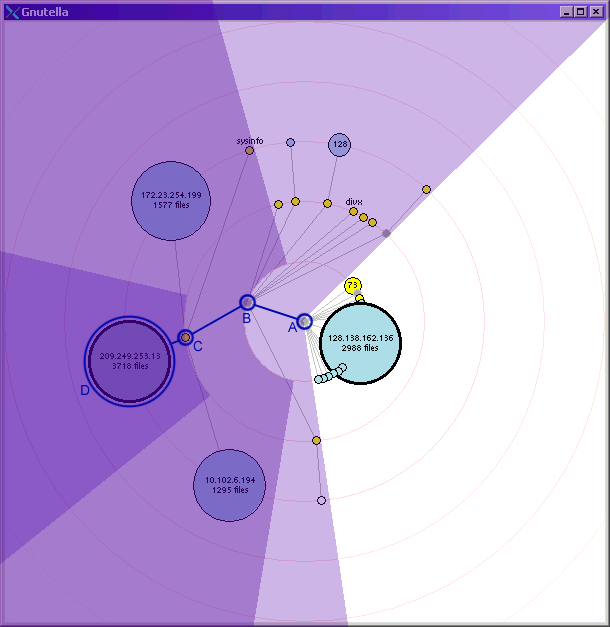 Gnutella
sysinfo
128
172.23.254.199
1577 files
divx
73
B
A
128.138.162.136
2988 files
C
209.249.253.13
3718 files
D
10.102.6.194
1295 files